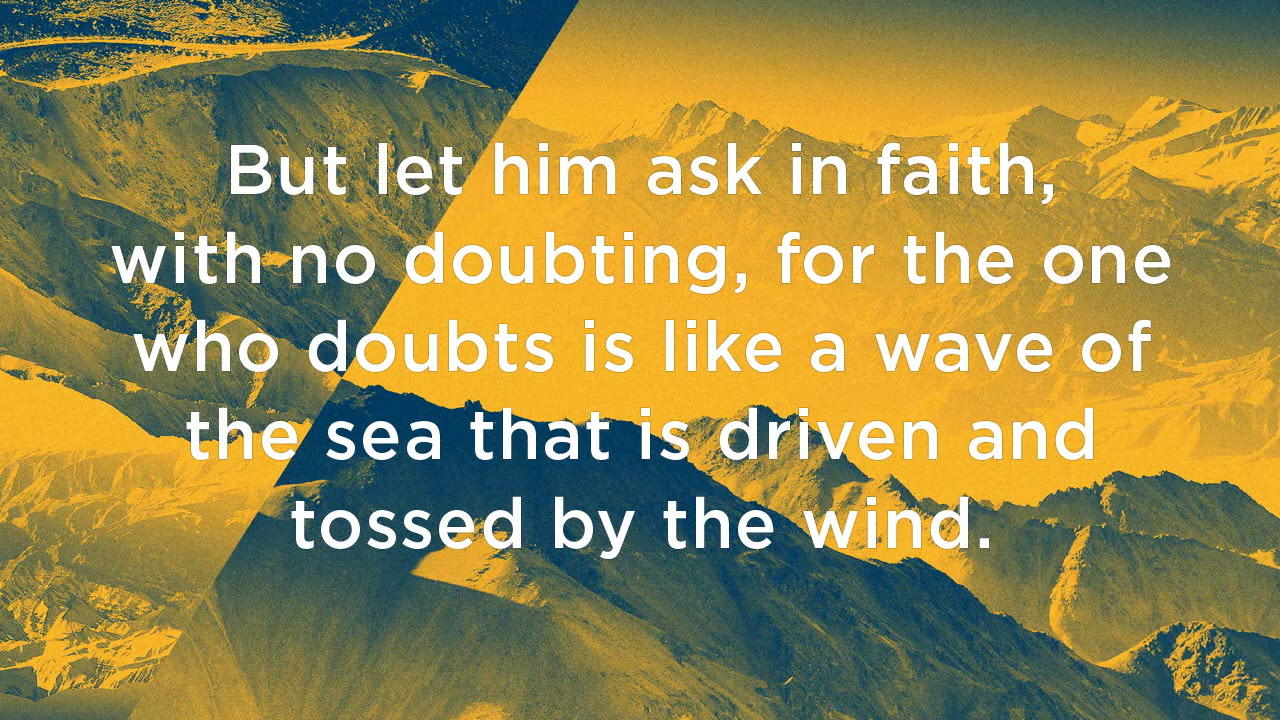 But let him ask in faith,
with no doubting, for the one
who doubts is like a wave of
the sea that is driven and
tossed by the wind.